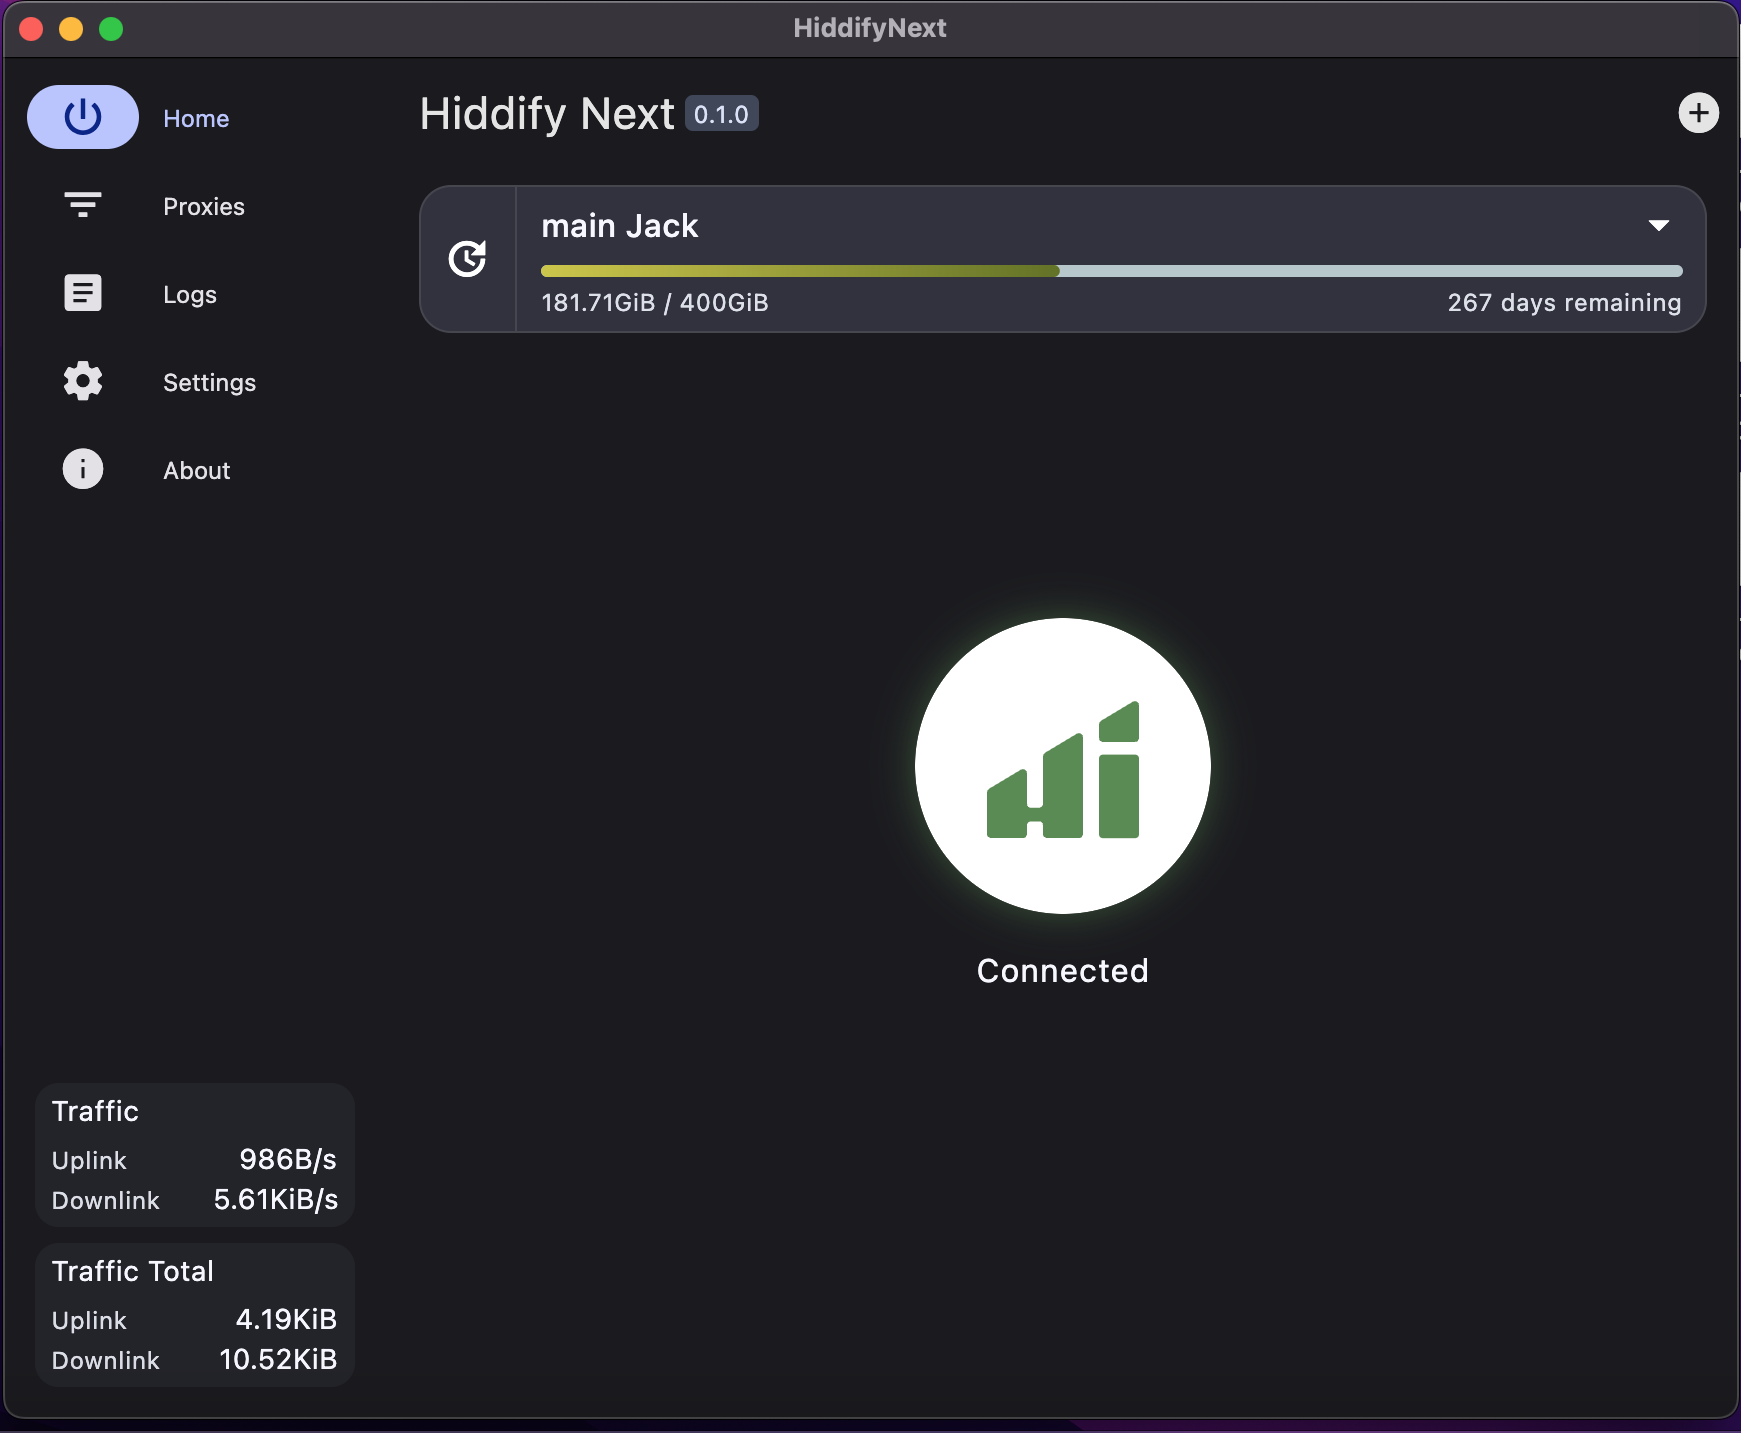 HiddifyNext
Home
Proxies
Logs
Settings
About
Hiddify Next 0.1.0
main Jack
181.71GiB / 400GiB 267 days remaining
Hi
Connected
Traffic
Uplink 986B/s
Downlink 5.61KiB/s
Traffic Total
Uplink 4.19KiB
Downlink 10.52KiB